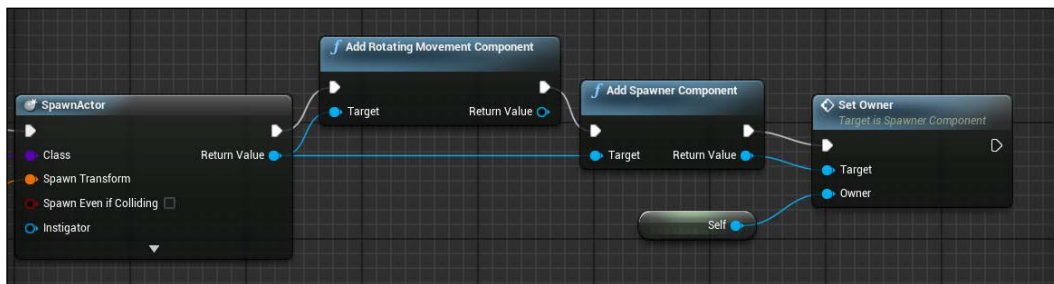 Add Rotating Movement Component
Target
Return Value
SpawnActor
Class
Return Value
Spawn Transform
Spawn Even if Colliding
Instigator
Add Spawner Component
Target
Return Value
Set Owner
Target is Spawner Component
Target
Owner
Self